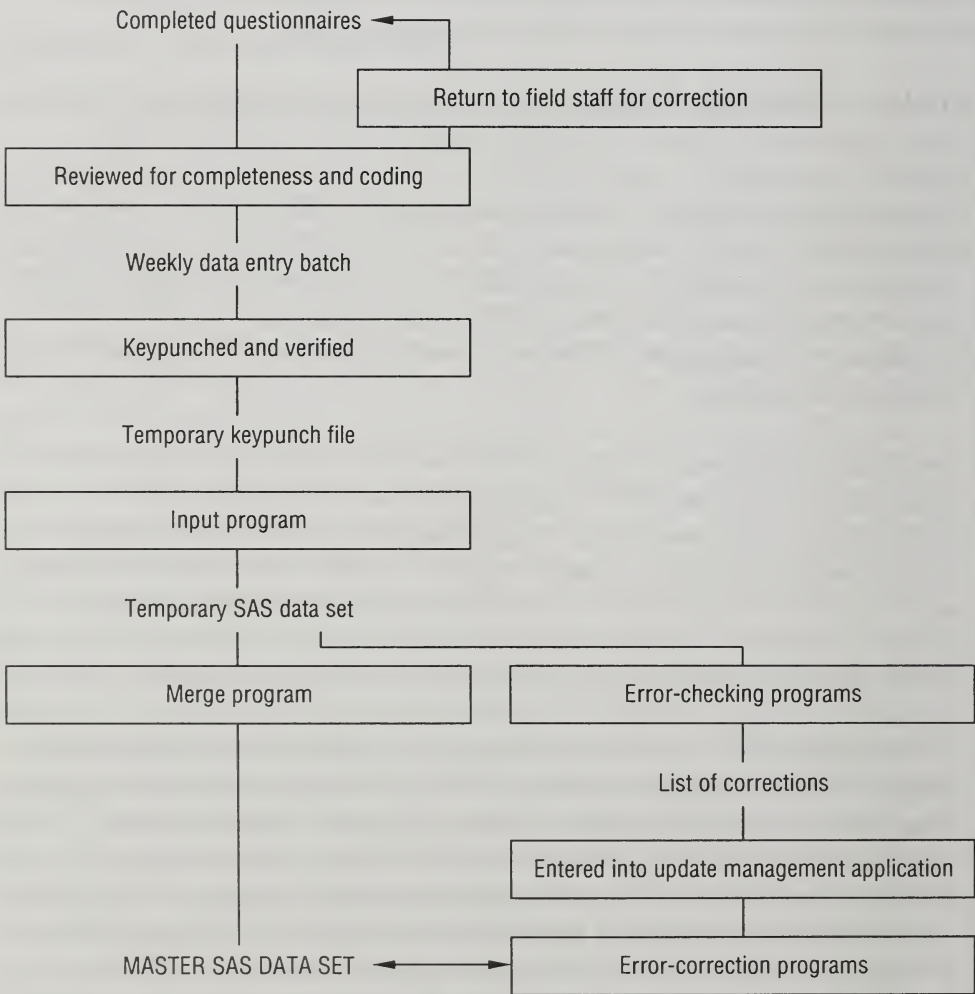 Completed questionnaires
Return to field staff for correction
Reviewed for completeness and coding
Weekly data entry batch
Keypunched and verified
Temporary keypunch file
Input program
Temporary SAS data set
Merge program
Error-checking programs
List of corrections
Entered into update management application
MASTER SAS DATA SET
Error-correction programs